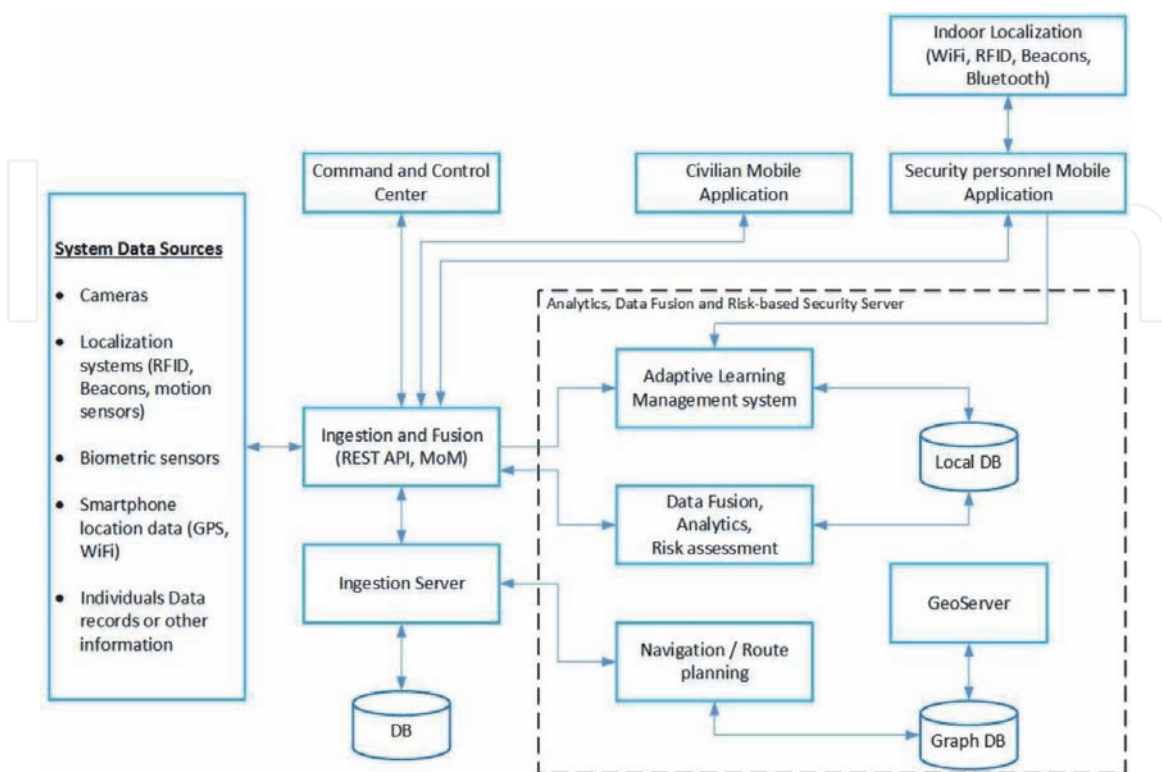 Indoor Localization
(WiFi, RFID, Beacons,
Bluetooth)
Command and Control
Center
Civilian Mobile
Application
Security personnel Mobile
Application
System Data Sources
• Cameras
• Localization
systems (RFID,
Beacons, motion
sensors)
• Biometric sensors
• Smartphone
location data (GPS,
WiFi)
• Individuals Data
records or other
information
Analytics, Data Fusion and Risk-based Security Server
Ingestion and Fusion
(REST API, MoM)
Adaptive Learning
Management system
Local DB
Data Fusion,
Analytics,
Risk assessment
Ingestion Server
GeoServer
Navigation / Route
planning
DB
Graph DB